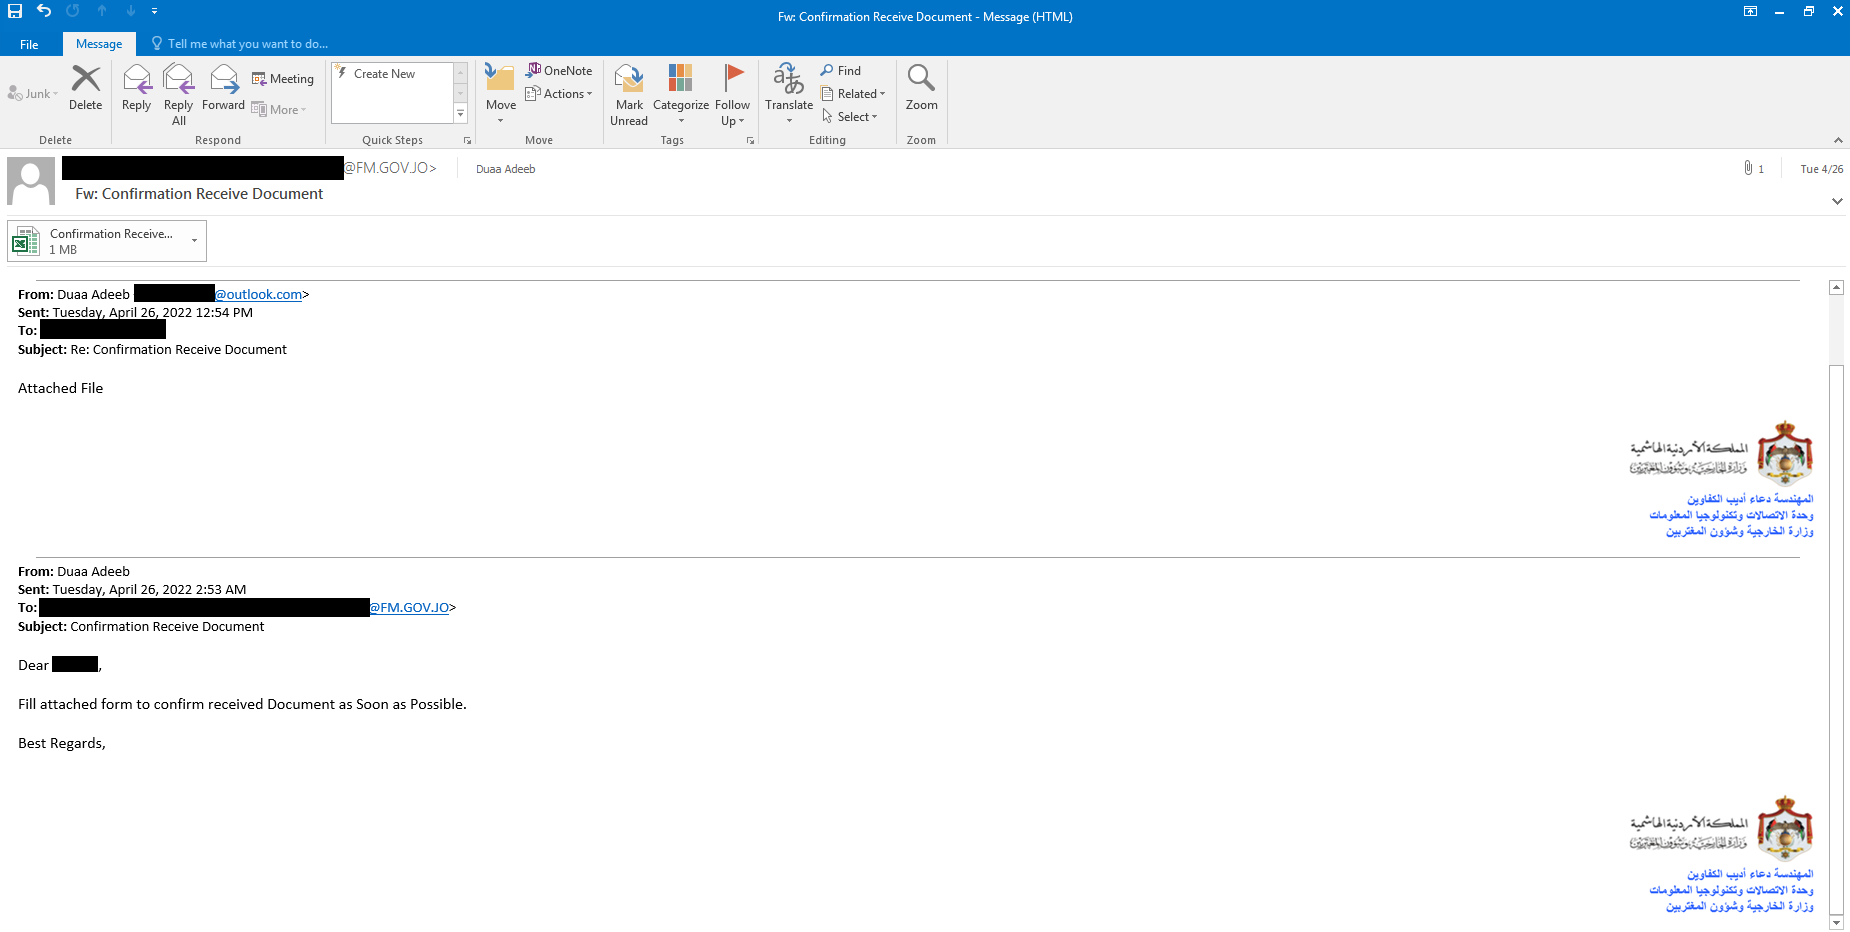 Fw: Confirmation Receive Document - Message (HTML)
File
Message
Tell me what you want to do...
Junk
Delete
Reply
Reply All
Forward
Meeting
More
Create New
Move
OneNote
Actions
Mark Unread
Categorize
Follow Up
Translate
Find
Related
Select
Zoom
Delete
Respond
Quick Steps
Move
Tags
Editing
Zoom
@FM.GOV.JO>
Duaa Adeeb
1
Tue 4/26
Fw: Confirmation Receive Document
Confirmation Receive...
1 MB
From: Duaa Adeeb @outlook.com>
Sent: Tuesday, April 26, 2022 12:54 PM
To:
Subject: Re: Confirmation Receive Document
Attached File
المملكة الأردنية الهاشمية
وزارة الخارجية وشؤون المغتربين
المهندسة دعاء أديب الكفاوين
وحدة الاتصالات وتكنولوجيا المعلومات
وزارة الخارجية وشؤون المغتربين
From: Duaa Adeeb
Sent: Tuesday, April 26, 2022 2:53 AM
To: @FM.GOV.JO>
Subject: Confirmation Receive Document
Dear ,
Fill attached form to confirm received Document as Soon as Possible.
Best Regards,
المملكة الأردنية الهاشمية
وزارة الخارجية وشؤون المغتربين
المهندسة دعاء أديب الكفاوين
وحدة الاتصالات وتكنولوجيا المعلومات
وزارة الخارجية وشؤون المغتربين